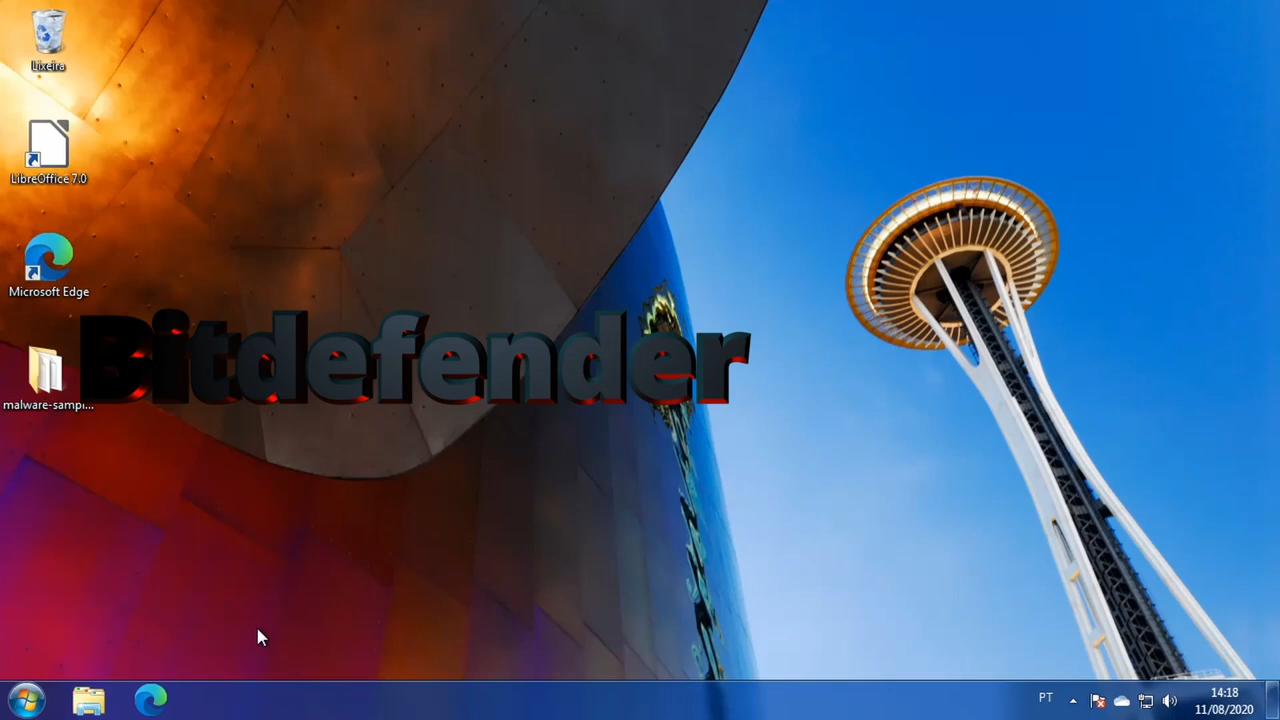 Lixeira
LibreOffice 7.0
Microsoft Edge
malware-sampl...
Bitdefender
PT
14:18
11/08/2020